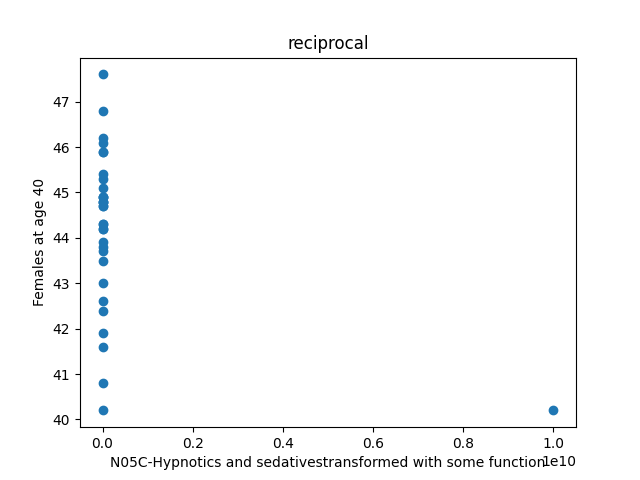 reciprocal
Females at age 40
47
46
45
44
43
42
41
40
0.0 0.2 0.4 0.6 0.8 1.0
N05C-Hypnotics and sedativestransformed with some function
1e10